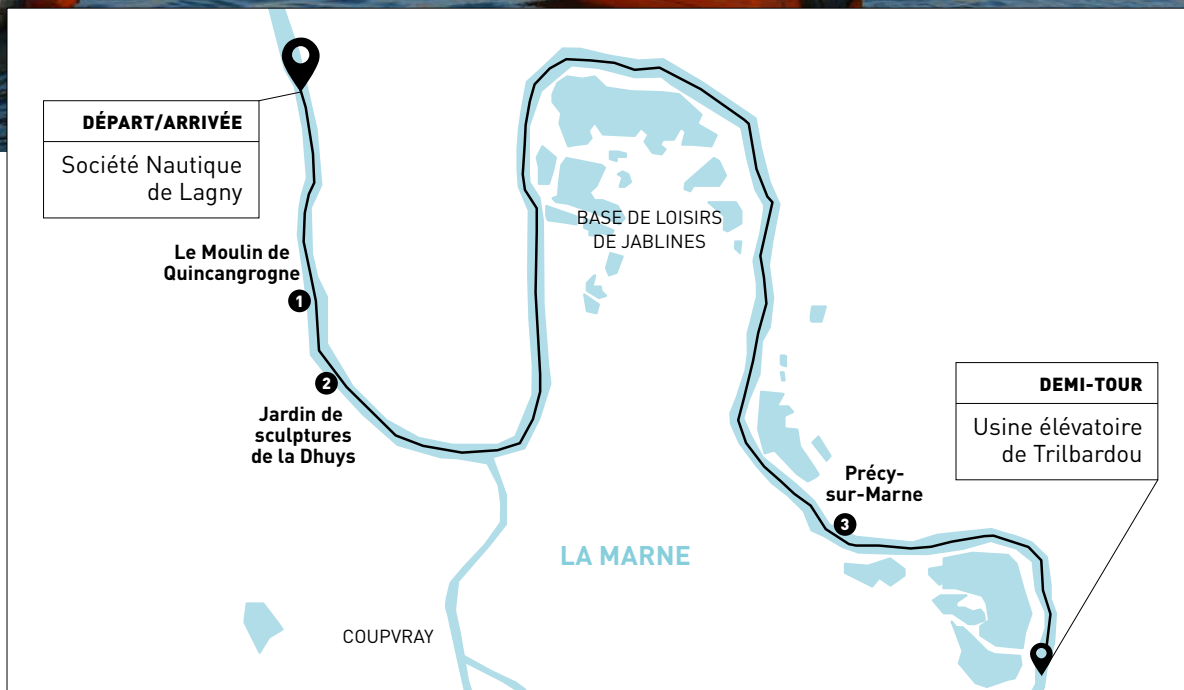 DÉPART/ARRIVÉE
Société Nautique
de Lagny
Le Moulin de
Quincangrogne
1
2
Jardin de
sculptures
de la Dhuys
BASE DE LOISIRS
DE JABLINES
DEMI-TOUR
Usine élévatoire
de Trilbardou
Précy-
sur-Marne
3
LA MARNE
COUPVRAY